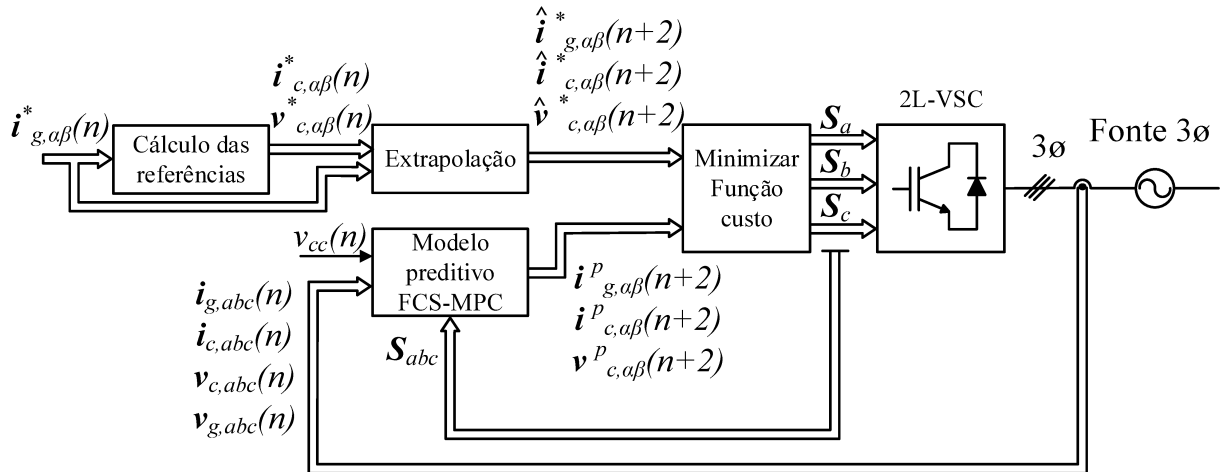 i*g,αβ(n)
Cálculo das
referências
i*c,αβ(n)
v*c,αβ(n)
Extrapolação
î*g,αβ(n+2)
î*c,αβ(n+2)
v̂*c,αβ(n+2)
Minimizar
Função
custo
Sa
Sb
Sc
2L-VSC
3ø
Fonte 3ø
vcc(n)
Modelo
preditivo
FCS-MPC
ig,abc(n)
ic,abc(n)
vc,abc(n)
vg,abc(n)
Sabc
ipg,αβ(n+2)
ipc,αβ(n+2)
vpc,αβ(n+2)